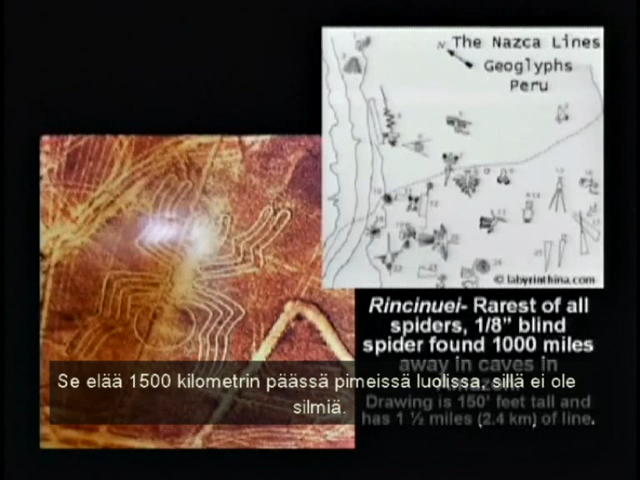 The Nazca Lines
Geoglyphs
Peru
N
© labyrinthina.com
Rincinuei- Rarest of all
spiders, 1/8” blind
spider found 1000 miles
away in caves in
Drawing is 150' feet tall and
has 1 ½ miles (2.4 km) of line.
Se elää 1500 kilometrin päässä pimeissä luolissa, sillä ei ole
silmiä.